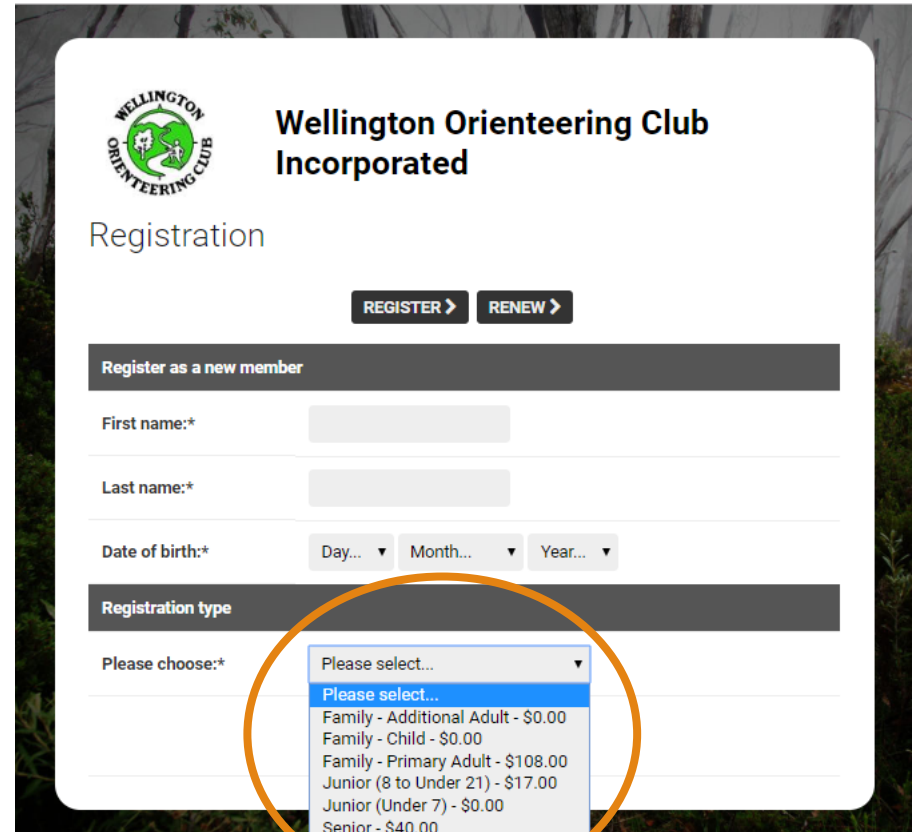 WELLINGTON
ORIENTEERING CLUB
Wellington Orienteering Club
Incorporated
Registration
REGISTER
RENEW
Register as a new member
First name:*
Last name:*
Date of birth:* Day... Month... Year...
Registration type
Please choose:* Please select...
Please select...
Family - Additional Adult - $0.00
Family - Child - $0.00
Family - Primary Adult - $108.00
Junior (8 to Under 21) - $17.00
Junior (Under 7) - $0.00
Senior - $40.00